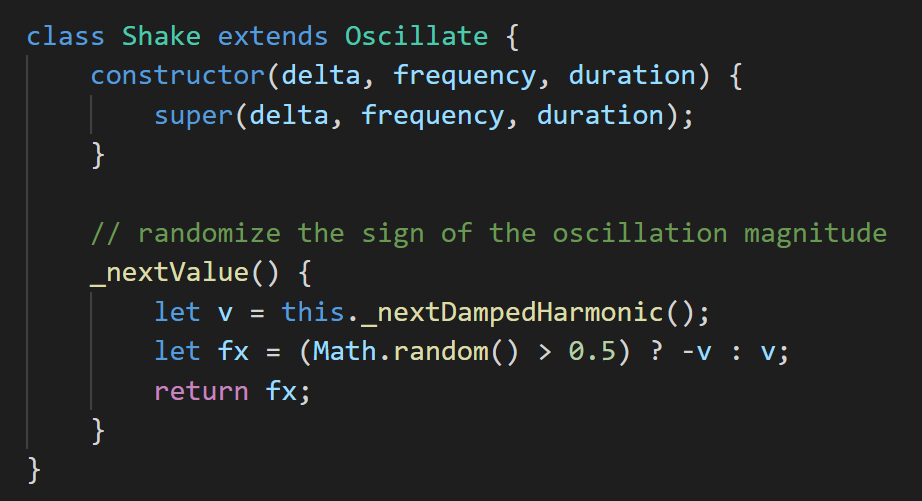 class Shake extends Oscillate {
    constructor(delta, frequency, duration) {
        super(delta, frequency, duration);
    }

    // randomize the sign of the oscillation magnitude
    _nextValue() {
        let v = this._nextDampedHarmonic();
        let fx = (Math.random() > 0.5) ? -v : v;
        return fx;
    }
}